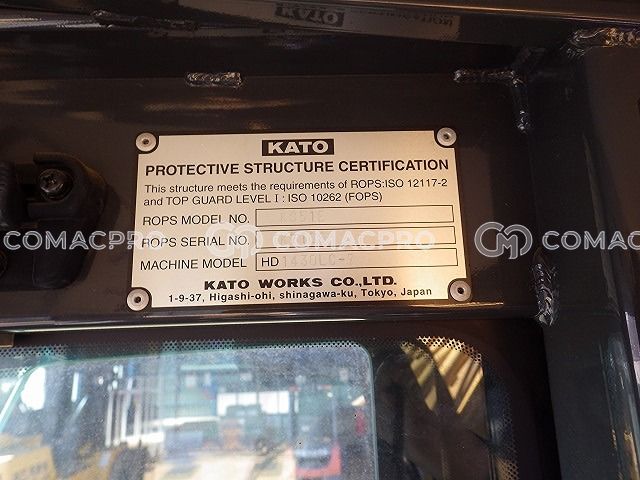 KATO
PROTECTIVE STRUCTURE CERTIFICATION
This structure meets the requirements of ROPS:ISO 12117-2
and TOP GUARD LEVEL I : ISO 10262 (FOPS)
ROPS MODEL NO.
ROPS SERIAL NO.
MACHINE MODEL HD 1430LC-7
KATO WORKS CO.,LTD.
1-9-37, Higashi-ohi, shinagawa-ku, Tokyo, Japan
COMACPRO COMACPRO COMACPRO